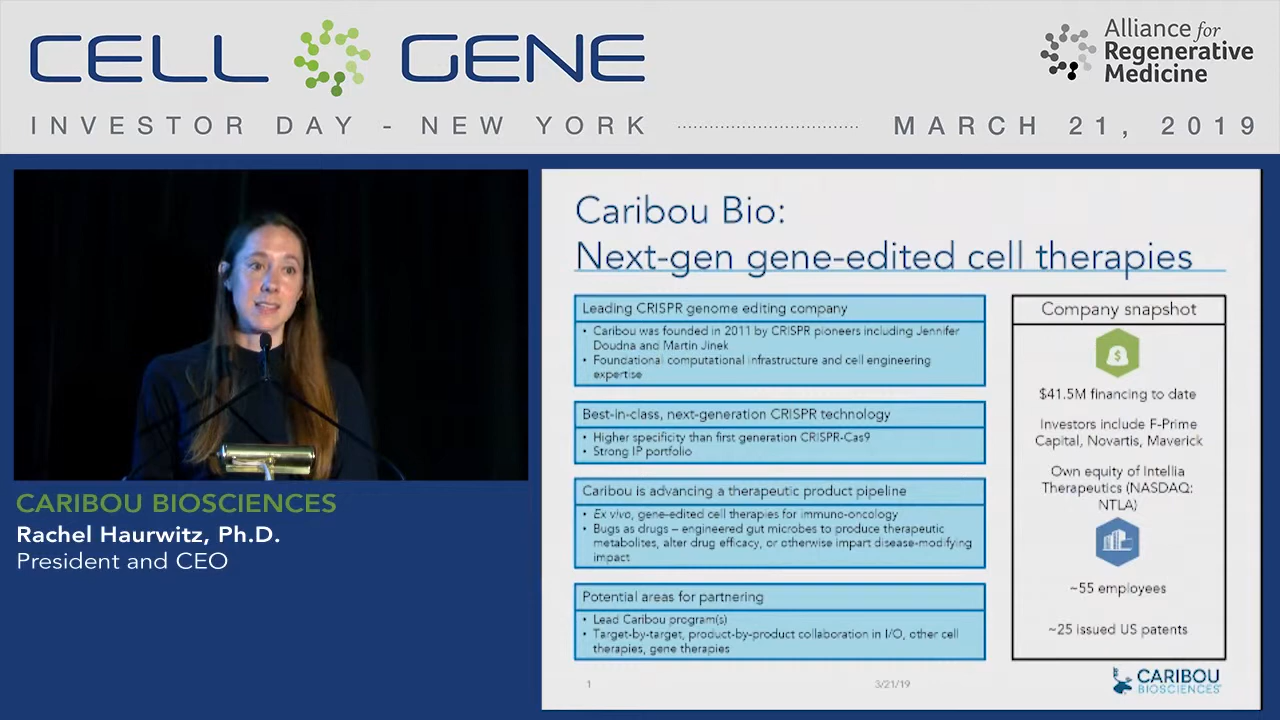 CELL GENE
Alliance for
Regenerative
Medicine
INVESTOR DAY - NEW YORK
MARCH 21, 2019
CARIBOU BIOSCIENCES
Rachel Haurwitz, Ph.D.
President and CEO
Caribou Bio:
Next-gen gene-edited cell therapies
Leading CRISPR genome editing company
• Caribou was founded in 2011 by CRISPR pioneers including Jennifer
Doudna and Martin Jinek
• Foundational computational infrastructure and cell engineering
expertise
Best-in-class, next-generation CRISPR technology
• Higher specificity than first generation CRISPR-Cas9
• Strong IP portfolio
Caribou is advancing a therapeutic product pipeline
• Ex vivo, gene-edited cell therapies for immuno-oncology
• Bugs as drugs – engineered gut microbes to produce therapeutic
metabolites, alter drug efficacy, or otherwise impart disease-modifying
impact
Potential areas for partnering
• Lead Caribou program(s)
• Target-by-target, product-by-product collaboration in I/O, other cell
therapies, gene therapies
Company snapshot
$
$41.5M financing to date
Investors include F-Prime
Capital, Novartis, Maverick
Own equity of Intellia
Therapeutics (NASDAQ:
NTLA)
~55 employees
~25 issued US patents
1
3/21/19
CARIBOU
BIOSCIENCES